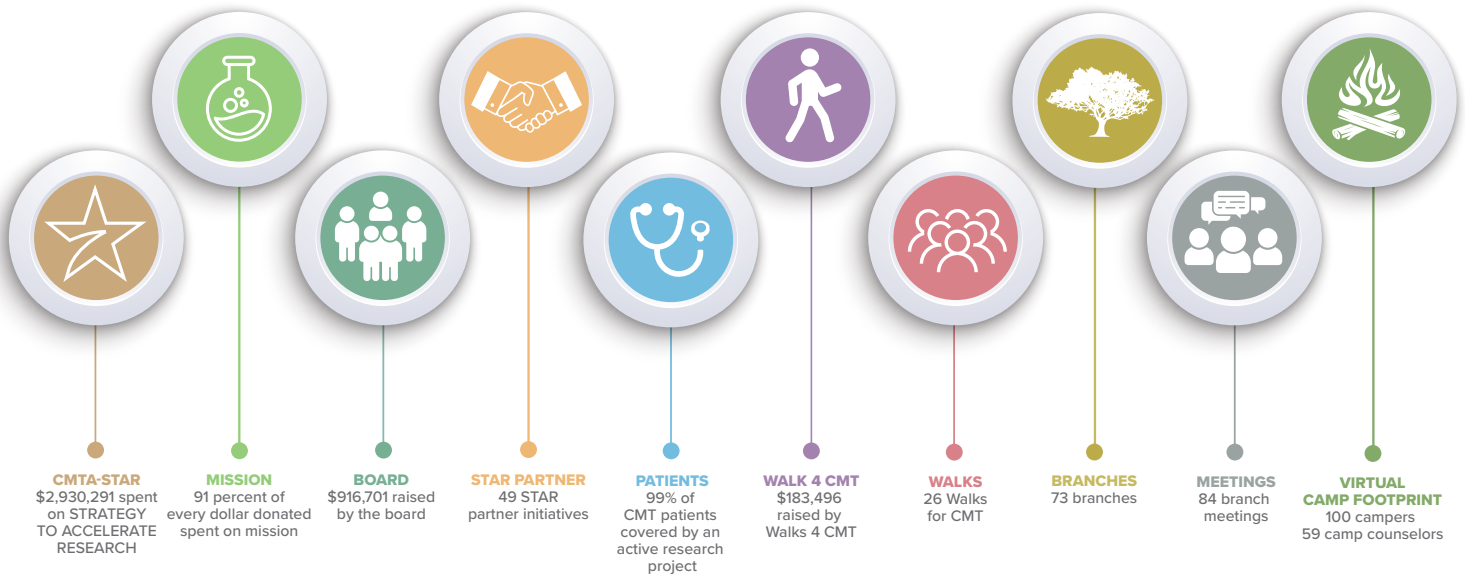 CMTA-STAR
$2,930,291 spent
on STRATEGY
TO ACCELERATE
RESEARCH
MISSION
91 percent of
every dollar donated
spent on mission
BOARD
$916,701 raised
by the board
STAR PARTNER
49 STAR
partner initiatives
PATIENTS
99% of
CMT patients
covered by an
active research
project
WALK 4 CMT
$183,496
raised by
Walks 4 CMT
WALKS
26 Walks
for CMT
BRANCHES
73 branches
MEETINGS
84 branch
meetings
VIRTUAL
CAMP FOOTPRINT
100 campers
59 camp counselors